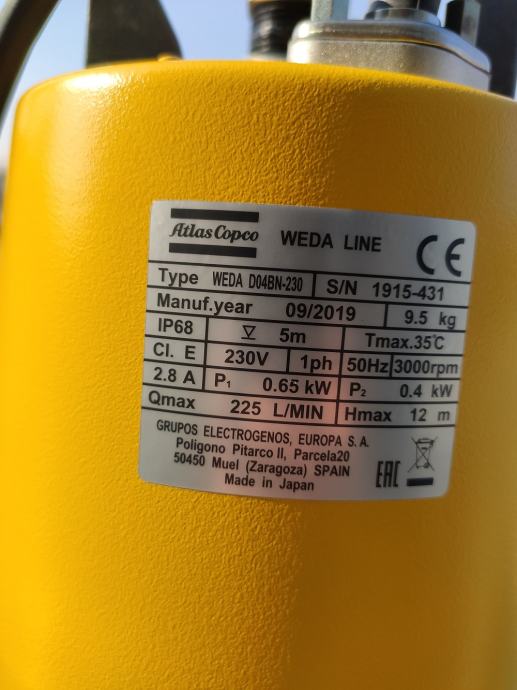 Atlas Copco WEDA LINE CE
Type WEDA D04BN-230 S/N 1915-431
Manuf.year 09/2019 9.5 kg
IP68 5m Tmax.35℃
Cl. E 230V 1ph 50Hz 3000rpm
2.8 A P₁ 0.65 kW P₂ 0.4 kW
Qmax 225 L/MIN Hmax 12 m
GRUPOS ELECTROGENOS, EUROPA S.A.
Poligono Pitarco II, Parcela20
50450 Muel (Zaragoza) SPAIN
Made in Japan
EAC